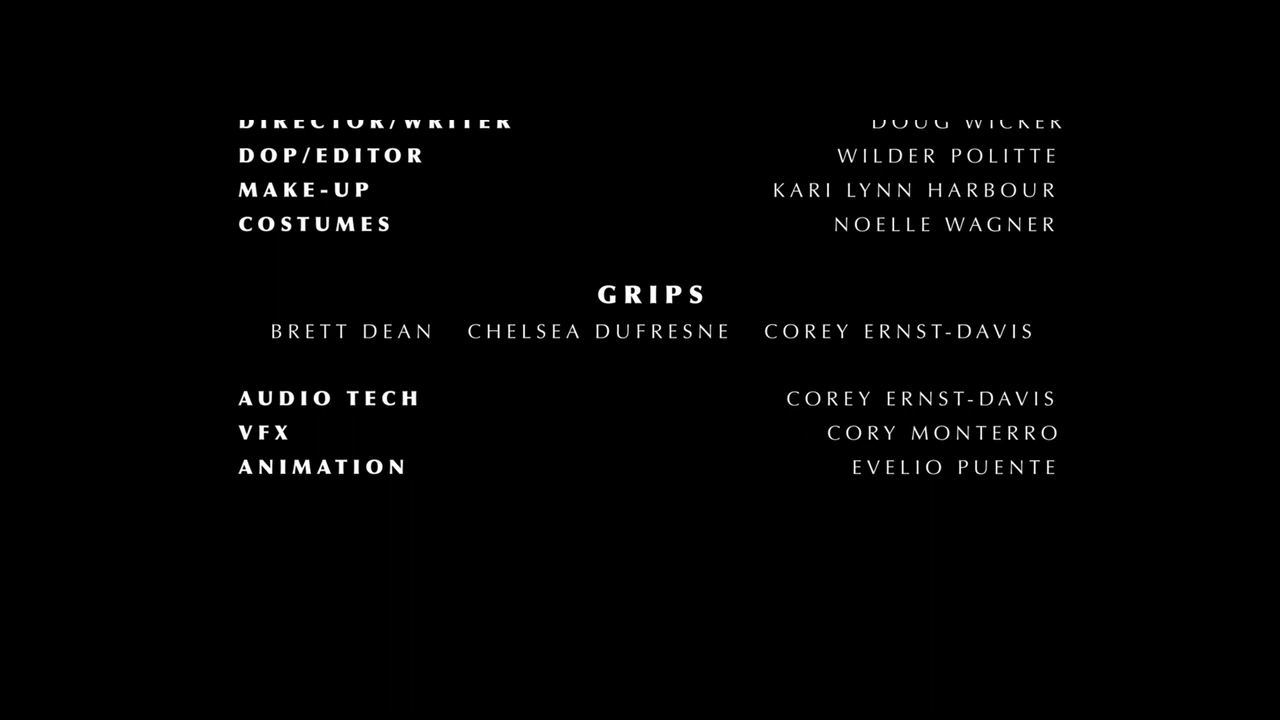 DIRECTOR/WRITER DOUG WICKER
DOP/EDITOR WILDER POLITTE
MAKE-UP KARI LYNN HARBOUR
COSTUMES NOELLE WAGNER
GRIPS
BRETT DEAN CHELSEA DUFRESNE COREY ERNST-DAVIS
AUDIO TECH COREY ERNST-DAVIS
VFX CORY MONTERRO
ANIMATION EVELIO PUENTE